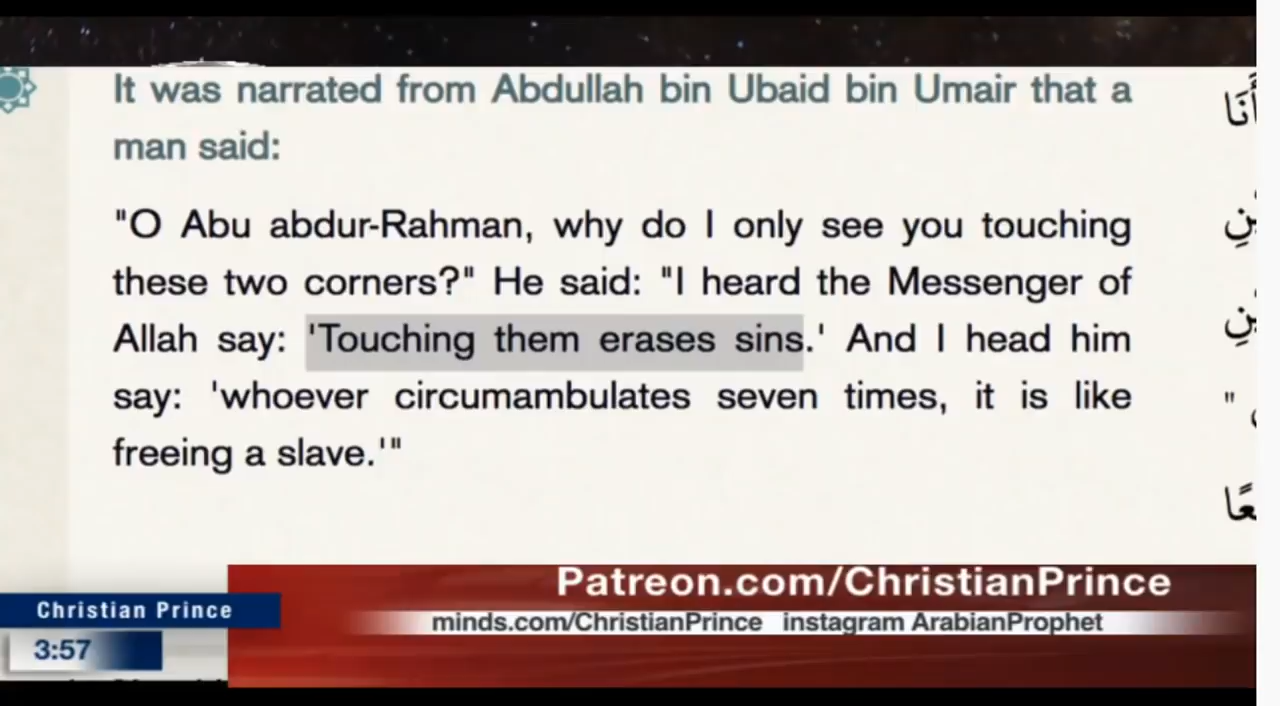 It was narrated from Abdullah bin Ubaid bin Umair that a
man said:
"O Abu abdur-Rahman, why do I only see you touching
these two corners?" He said: "I heard the Messenger of
Allah say: 'Touching them erases sins.' And I head him
say: 'whoever circumambulates seven times, it is like
freeing a slave.'"
Patreon.com/ChristianPrince
Christian Prince
minds.com/ChristianPrince instagram ArabianProphet
3:57